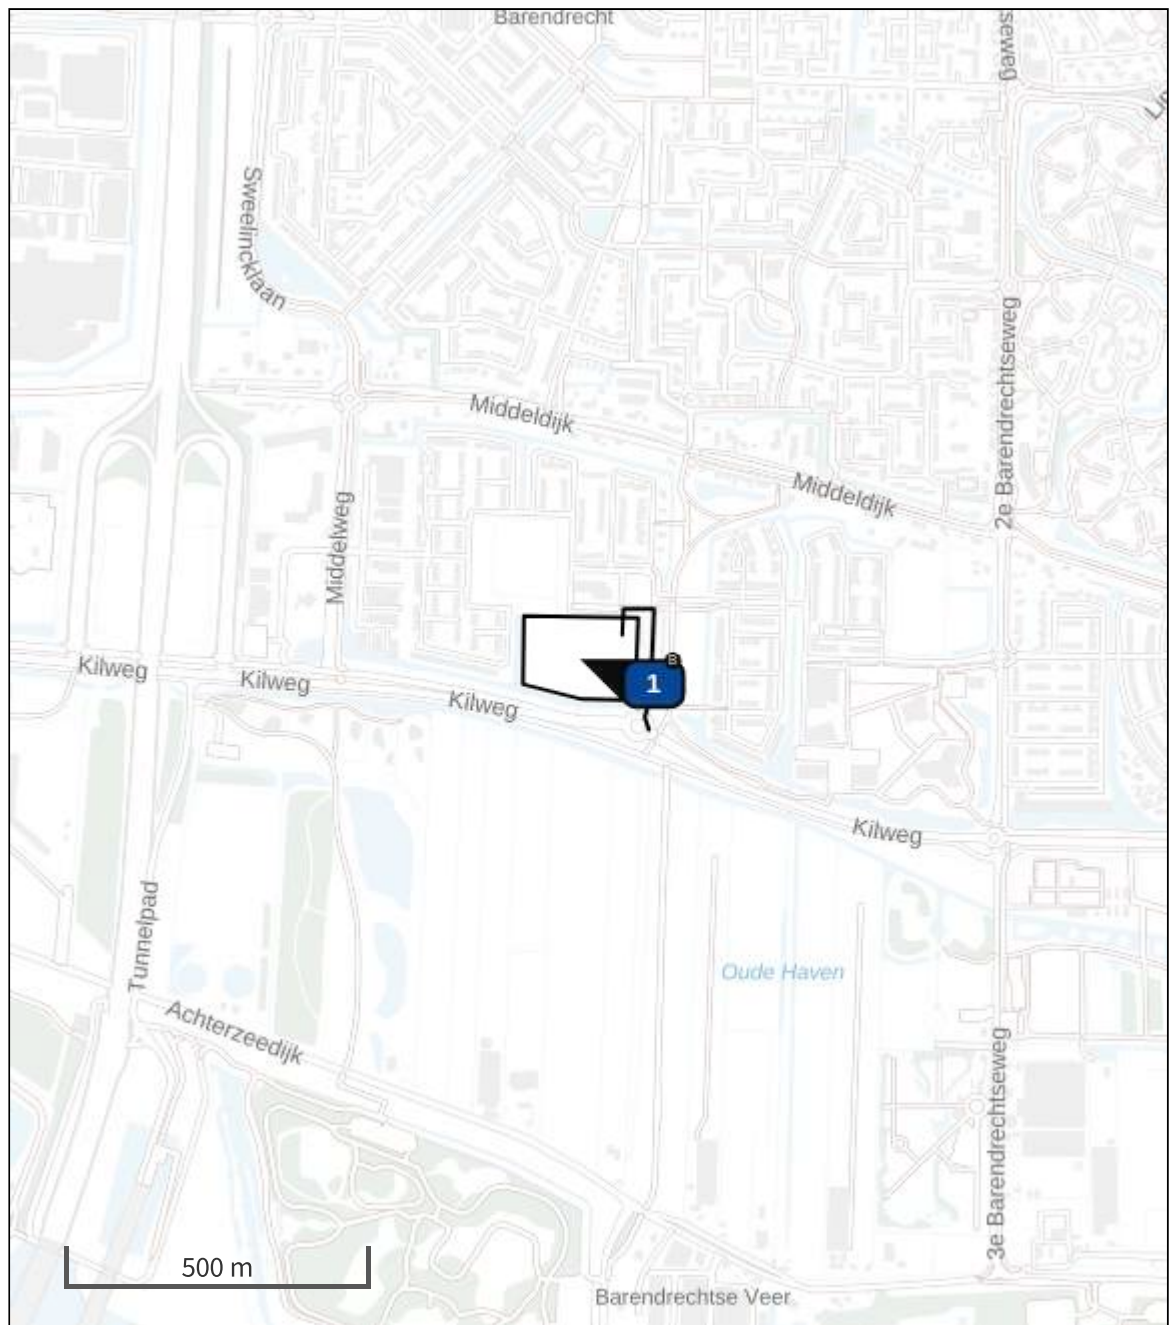 Barendrecht
seweg
Sweelincklaan
2e Barendrechtseweg
Middeldijk
Middeldijk
Middelweg
Kilweg
Kilweg
Kilweg
B
1
Kilweg
Tunnelpad
Oude Haven
Achterzeedijk
3e Barendrechtseweg
500 m
Barendrechtse Veer